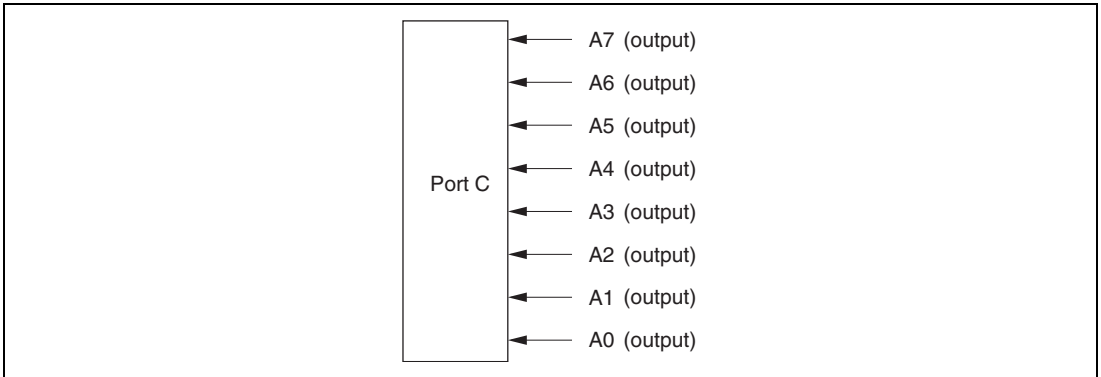 A7 (output)
A6 (output)
A5 (output)
A4 (output)
Port C
A3 (output)
A2 (output)
A1 (output)
A0 (output)